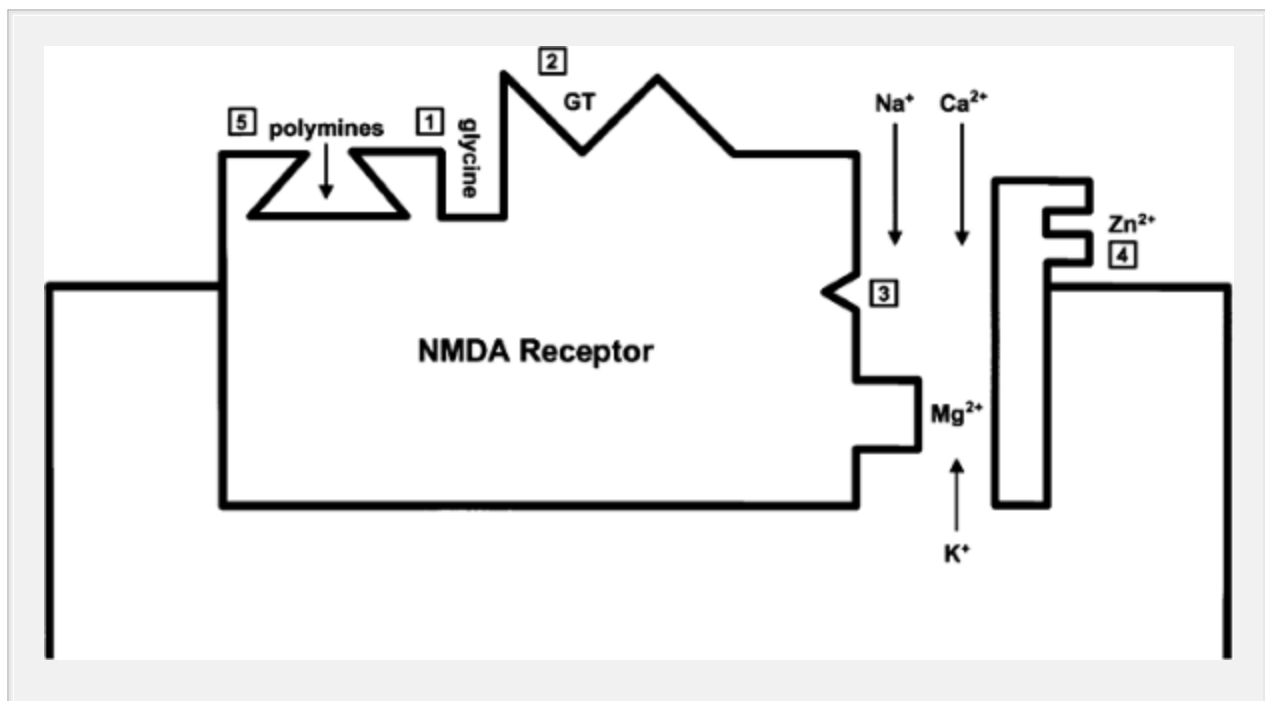 2
GT
Na⁺ Ca²⁺
5 polymines
1 glycine
Zn²⁺
4
3
NMDA Receptor
Mg²⁺
K⁺